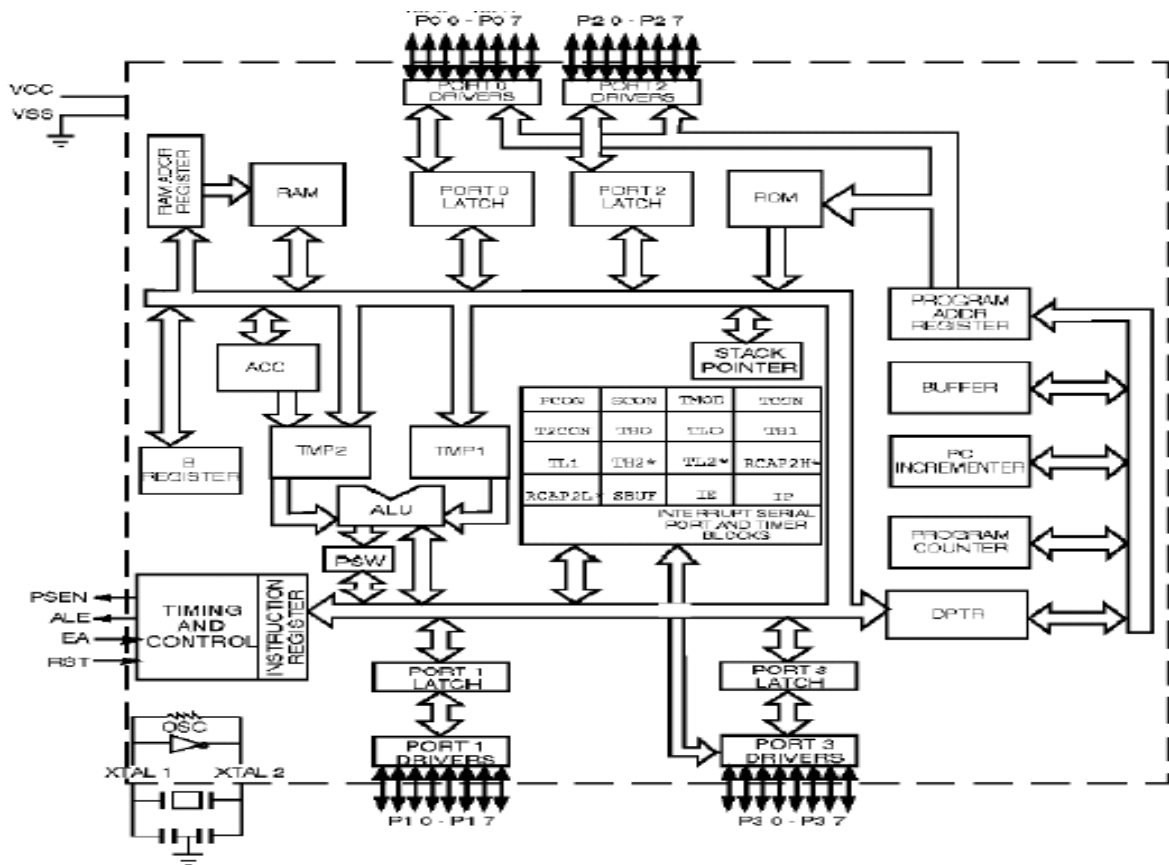 P0 0 - P0 7
P2 0 - P2 7
VCC
VSS
PORT 0
DRIVERS
PORT 2
DRIVERS
RAM ADDR
REGISTER
RAM
PORT 0
LATCH
PORT 2
LATCH
ROM
PROGRAM
ADDR
REGISTER
STACK
POINTER
ACC
BUFFER
PCON SCON TMOD TCON
T2CON TH0 TL0 TH1
TL1 TH2* TL2* RCAP2H*
RCAP2L* SBUF IE IP
INTERRUPT SERIAL
PORT AND TIMER
BLOCKS
B
REGISTER
TMP2
TMP1
PC
INCREMENTER
ALU
PSW
PROGRAM
COUNTER
PSEN
ALE
EA
RST
TIMING
AND
CONTROL
INSTRUCTION
REGISTER
DPTR
PORT 1
LATCH
PORT 3
LATCH
OSC
PORT 1
DRIVERS
PORT 3
DRIVERS
XTAL 1
XTAL 2
P1 0 - P1 7
P3 0 - P3 7